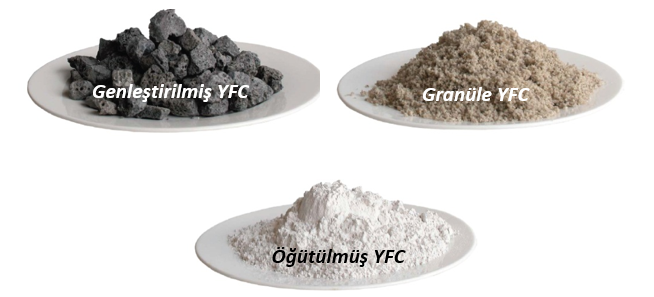 Genleştirilmiş YFC
Granüle YFC
Öğütülmüş YFC